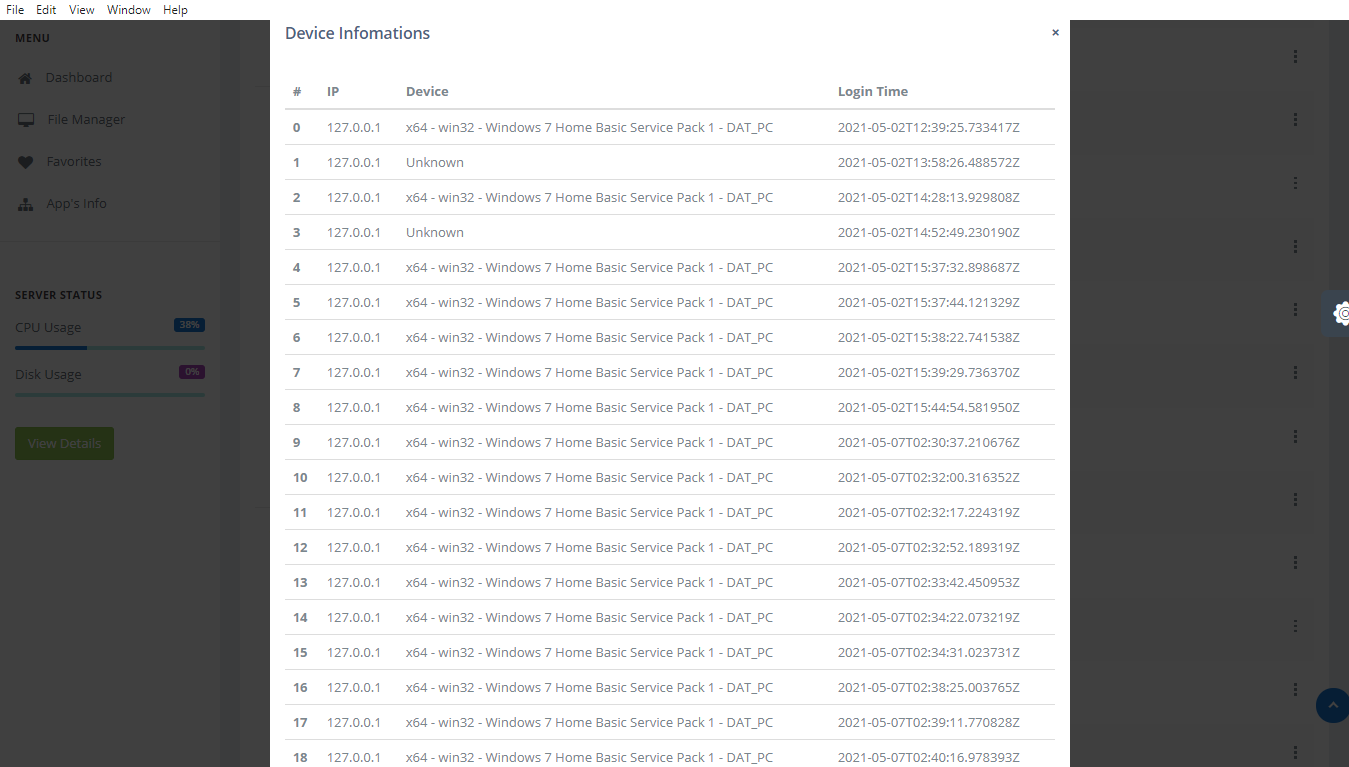 File Edit View Window Help
MENU
Dashboard
File Manager
Favorites
App's Info
SERVER STATUS
CPU Usage 38%
Disk Usage 0%
View Details
Device Infomations ×
# IP Device Login Time
0 127.0.0.1 x64 - win32 - Windows 7 Home Basic Service Pack 1 - DAT_PC 2021-05-02T12:39:25.733417Z
1 127.0.0.1 Unknown 2021-05-02T13:58:26.488572Z
2 127.0.0.1 x64 - win32 - Windows 7 Home Basic Service Pack 1 - DAT_PC 2021-05-02T14:28:13.929808Z
3 127.0.0.1 Unknown 2021-05-02T14:52:49.230190Z
4 127.0.0.1 x64 - win32 - Windows 7 Home Basic Service Pack 1 - DAT_PC 2021-05-02T15:37:32.898687Z
5 127.0.0.1 x64 - win32 - Windows 7 Home Basic Service Pack 1 - DAT_PC 2021-05-02T15:37:44.121329Z
6 127.0.0.1 x64 - win32 - Windows 7 Home Basic Service Pack 1 - DAT_PC 2021-05-02T15:38:22.741538Z
7 127.0.0.1 x64 - win32 - Windows 7 Home Basic Service Pack 1 - DAT_PC 2021-05-02T15:39:29.736370Z
8 127.0.0.1 x64 - win32 - Windows 7 Home Basic Service Pack 1 - DAT_PC 2021-05-02T15:44:54.581950Z
9 127.0.0.1 x64 - win32 - Windows 7 Home Basic Service Pack 1 - DAT_PC 2021-05-07T02:30:37.210676Z
10 127.0.0.1 x64 - win32 - Windows 7 Home Basic Service Pack 1 - DAT_PC 2021-05-07T02:32:00.316352Z
11 127.0.0.1 x64 - win32 - Windows 7 Home Basic Service Pack 1 - DAT_PC 2021-05-07T02:32:17.224319Z
12 127.0.0.1 x64 - win32 - Windows 7 Home Basic Service Pack 1 - DAT_PC 2021-05-07T02:32:52.189319Z
13 127.0.0.1 x64 - win32 - Windows 7 Home Basic Service Pack 1 - DAT_PC 2021-05-07T02:33:42.450953Z
14 127.0.0.1 x64 - win32 - Windows 7 Home Basic Service Pack 1 - DAT_PC 2021-05-07T02:34:22.073219Z
15 127.0.0.1 x64 - win32 - Windows 7 Home Basic Service Pack 1 - DAT_PC 2021-05-07T02:34:31.023731Z
16 127.0.0.1 x64 - win32 - Windows 7 Home Basic Service Pack 1 - DAT_PC 2021-05-07T02:38:25.003765Z
17 127.0.0.1 x64 - win32 - Windows 7 Home Basic Service Pack 1 - DAT_PC 2021-05-07T02:39:11.770828Z
18 127.0.0.1 x64 - win32 - Windows 7 Home Basic Service Pack 1 - DAT_PC 2021-05-07T02:40:16.978393Z